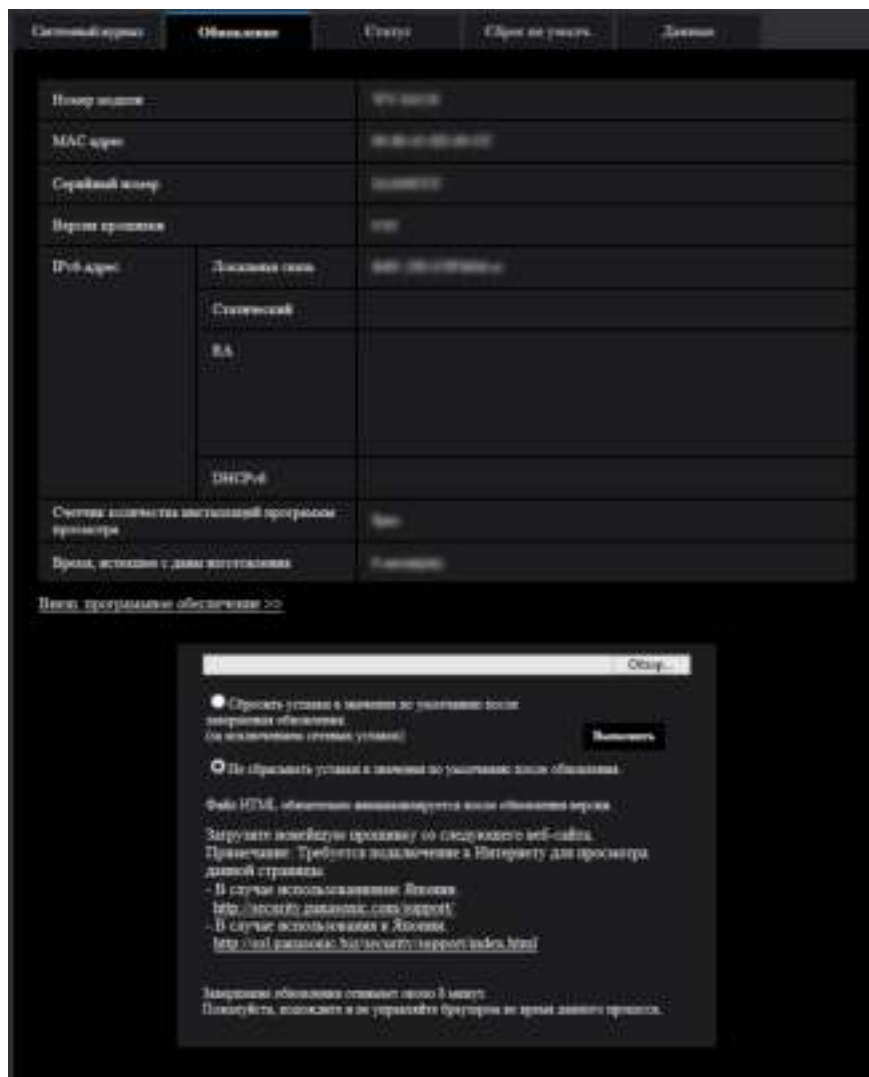 Системный журнал
Обновление
Статус
Сброс по умолч.
Данные
Номер модели
MAC адрес
Серийный номер
Версия прошивки
IPv6 адрес
Локальная связь
Статический
RA
DHCPv6
Счетчик количества инсталляций программы
просмотра
Время, истекшее с даты изготовления
программное обеспечение >>
Обзор...
Сбросить уставки к значения по умолчанию после
завершения обновления
(за исключением сетевых уставок)
Выполнить
Не сбрасывать уставки к значения по умолчанию после обновления
Файл HTML обязательно инициализируется после обновления версии
Загрузите новейшую прошивку со следующего веб-сайта.
Примечание: Требуется подключение к Интернету для просмотра
данной страницы.
- В случае использования Японии.
http://security.panasonic.com/support/
- В случае использования в Японии.
http://sol.panasonic.biz/security/support/index.html
Завершение обновления отнимает около 8 минут.
Пожалуйста, подождите и не управляйте браузером во время данного процесса.